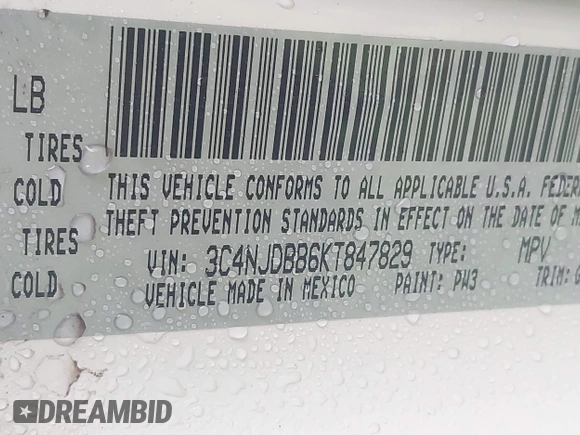 LB
TIRES
COLD
THIS VEHICLE CONFORMS TO ALL APPLICABLE U.S.A. FEDER
THEFT PREVENTION STANDARDS IN EFFECT ON THE DATE OF M
TIRES
VIN: 3C4NJDBB6KT847829 TYPE: MPV
COLD
VEHICLE MADE IN MEXICO PAINT: PW3 TRIM:
DREAMBID